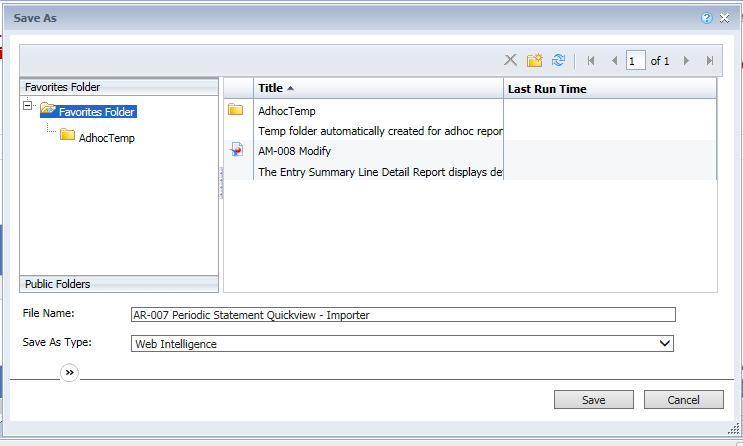 Save As
1 of 1
Favorites Folder
Title
Last Run Time
Favorites Folder
AdhocTemp
AdhocTemp
Temp folder automatically created for adhoc repor
AM-008 Modify
The Entry Summary Line Detail Report displays de
Public Folders
File Name:
AR-007 Periodic Statement Quickview - Importer
Save As Type:
Web Intelligence
Save
Cancel